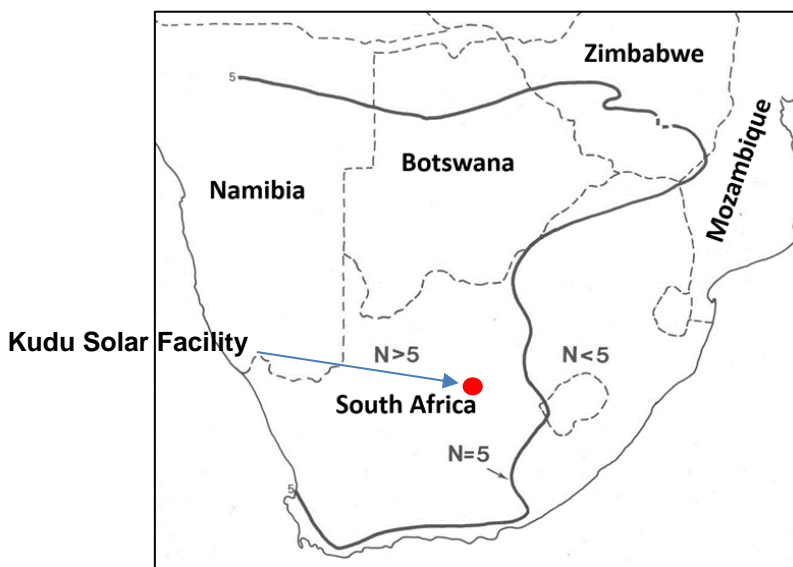 Zimbabwe
5
Botswana
Namibia
Mozambique
Kudu Solar Facility
N>5
N<5
South Africa
N=5
5